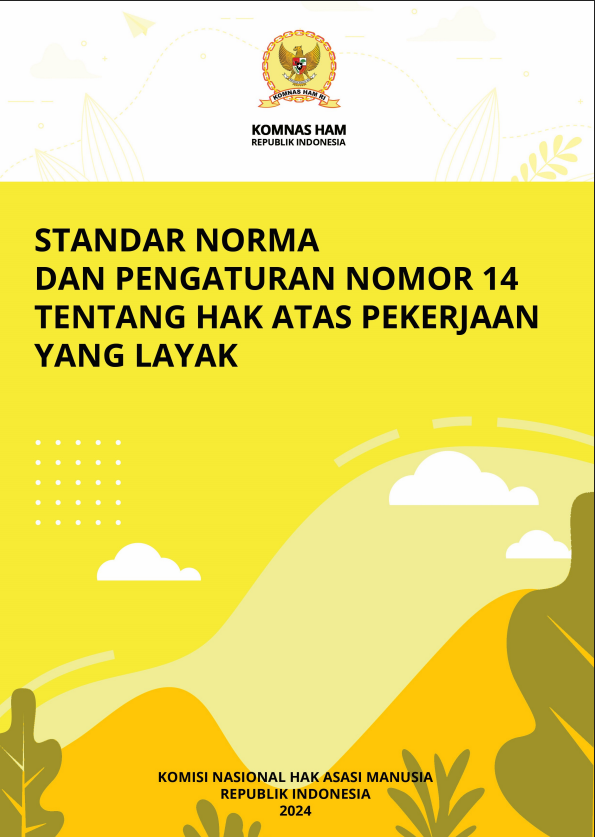 KOMNAS HAM RI
KOMNAS HAM
REPUBLIK INDONESIA
STANDAR NORMA
DAN PENGATURAN NOMOR 14
TENTANG HAK ATAS PEKERJAAN
YANG LAYAK
KOMISI NASIONAL HAK ASASI MANUSIA
REPUBLIK INDONESIA
2024